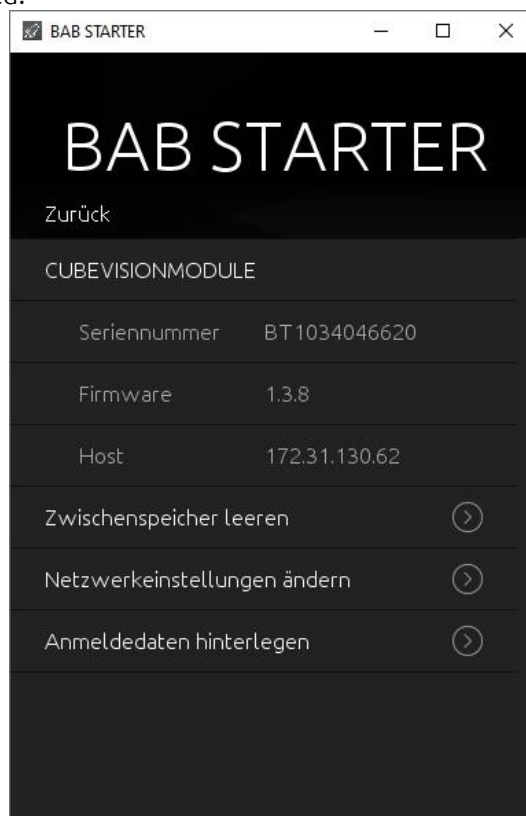 BAB STARTER
BAB STARTER
Zurück
CUBEVISIONMODULE
Seriennummer BT1034046620
Firmware 1.3.8
Host 172.31.130.62
Zwischenspeicher leeren
Netzwerkeinstellungen ändern
Anmeldedaten hinterlegen